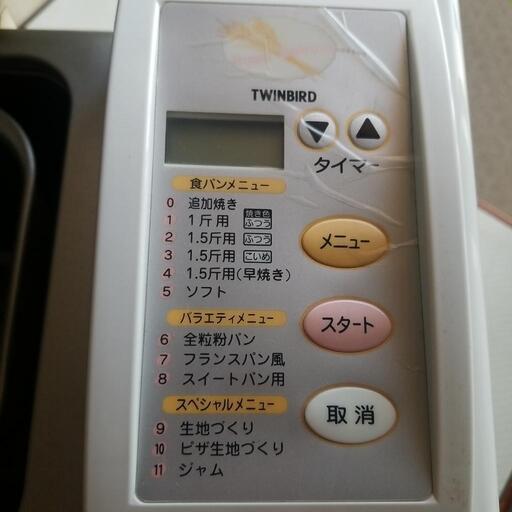 TWINBIRD
▼ ▲
タイマー
食パンメニュー
0 追加焼き
1 1斤用 焼き色 ふつう
2 1.5斤用 ふつう
3 1.5斤用 こいめ
4 1.5斤用(早焼き)
5 ソフト
メニュー
バラエティメニュー
6 全粒粉パン
7 フランスパン風
8 スイートパン用
スタート
スペシャルメニュー
9 生地づくり
10 ピザ生地づくり
11 ジャム
取消